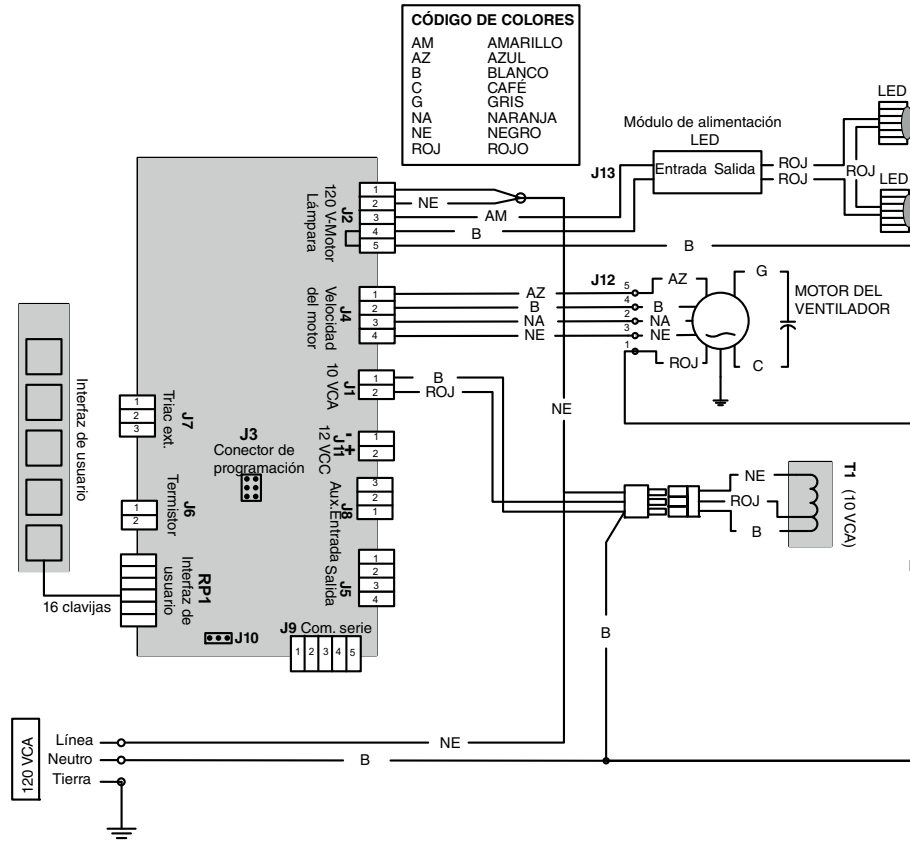 CÓDIGO DE COLORES
AM AMARILLO
AZ AZUL
B BLANCO
C CAFÉ
G GRIS
NA NARANJA
NE NEGRO
ROJ ROJO
Módulo de alimentación
LED
J13
Entrada Salida
ROJ
ROJ
ROJ
LED
LED
J2
120 V-Motor
Lámpara
1
2
3
4
5
NE
AM
B
B
J4
Velocidad
del motor
1
2
3
4
AZ
B
NA
NE
J12
5
4
2
3
1
AZ
B
NA
NE
ROJ
G
C
MOTOR DEL
VENTILADOR
J1
10 VCA
1
2
B
ROJ
NE
J7
Triac ext.
1
2
3
J3
Conector de
programación
J11
- +
12 VCC
1
2
J8
Aux.Entrada
3
2
1
J6
Termistor
1
2
J5
Salida
1
2
3
4
RP1
Interfaz de
usuario
Interfaz de usuario
16 clavijas
J10
J9 Com. serie
1 2 3 4 5
NE
ROJ
B
T1 (10 VCA)
B
120 VCA
Línea
Neutro
Tierra
NE
B